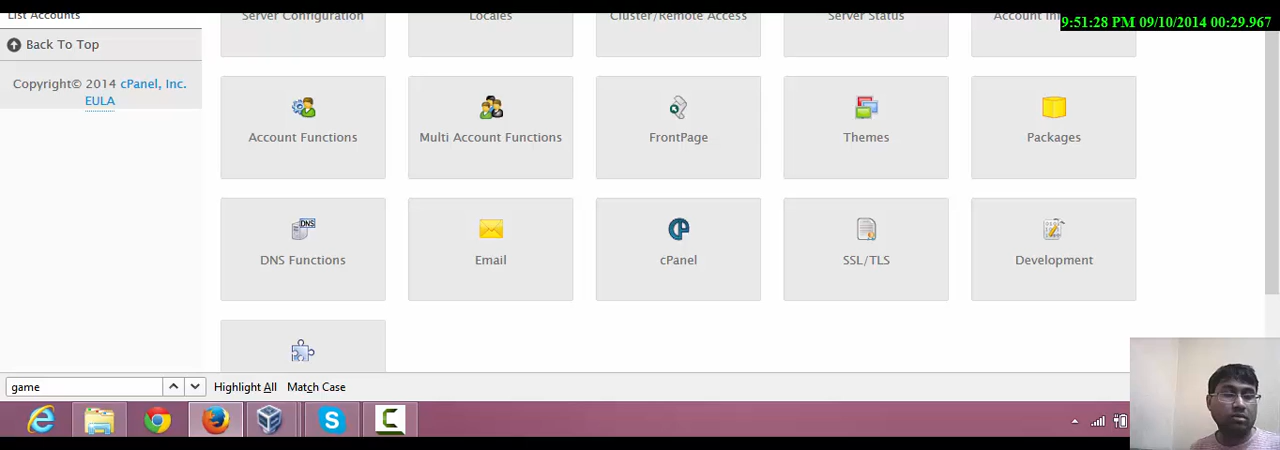 List Accounts
Server Configuration
Locales
Cluster/Remote Access
Server Status
9:51:28 PM 09/10/2014 00:29.967
Back To Top
Copyright© 2014 cPanel, Inc.
EULA
Account Functions
Multi Account Functions
FrontPage
Themes
Packages
DNS
DNS Functions
Email
cPanel
SSL/TLS
Development
game
Highlight All
Match Case